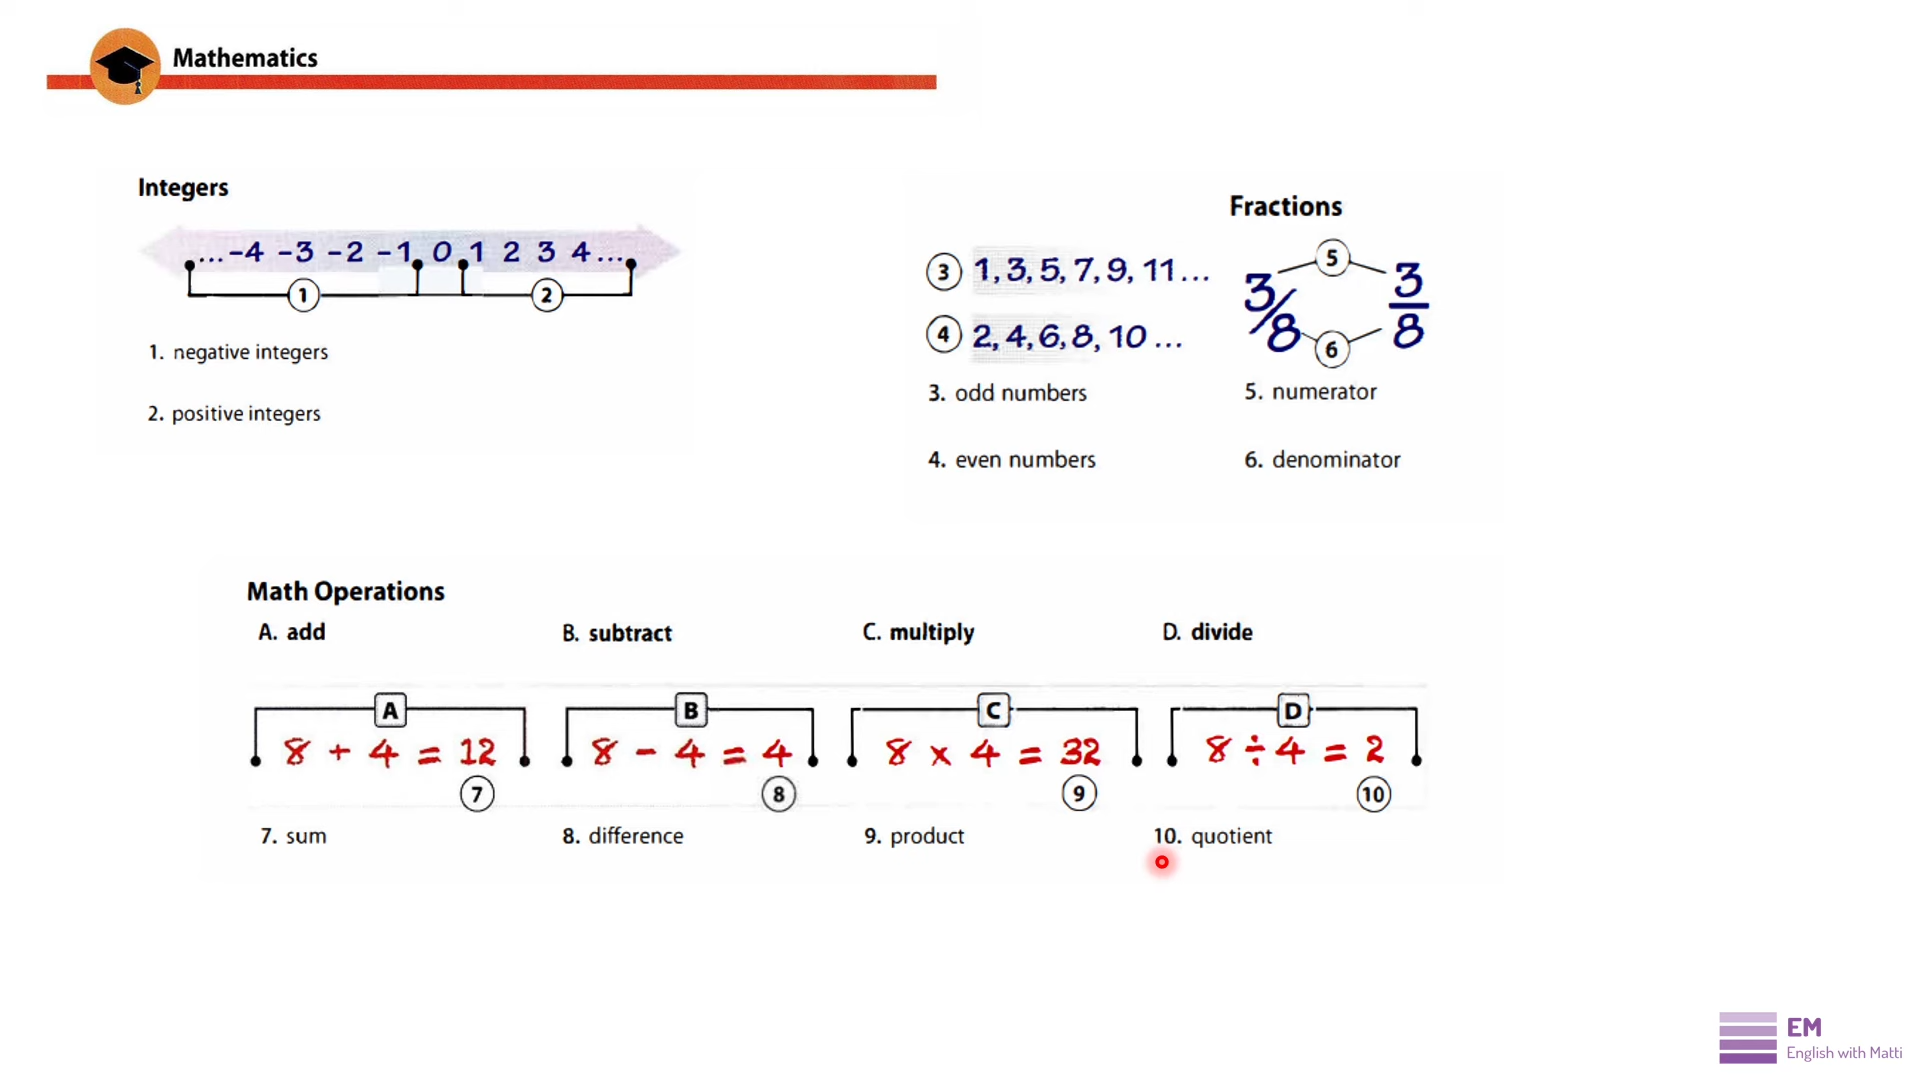 Mathematics
Integers
...-4 -3 -2 -1 0 1 2 3 4...
1 2
1. negative integers
2. positive integers
3 1, 3, 5, 7, 9, 11...
4 2, 4, 6, 8, 10...
3. odd numbers
4. even numbers
Fractions
5
3/8 3/8
6
5. numerator
6. denominator
Math Operations
A. add B. subtract C. multiply D. divide
A B C D
8 + 4 = 12 8 - 4 = 4 8 x 4 = 32 8 ÷ 4 = 2
7 8 9 10
7. sum 8. difference 9. product 10. quotient
EM
English with Matti